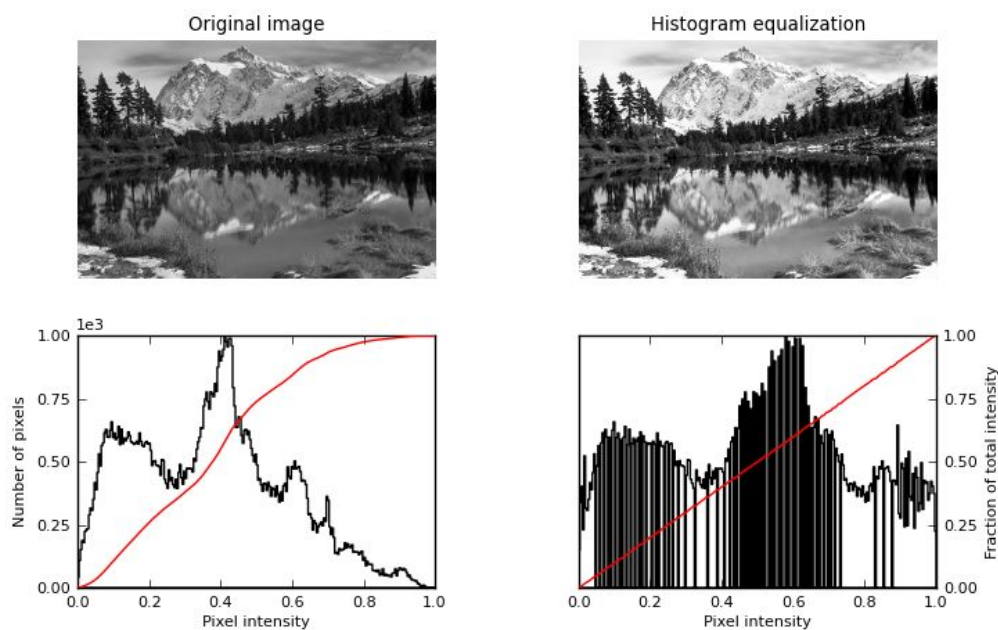 Original image
Histogram equalization
1e3
1.00
0.75
0.50
0.25
0.00
Number of pixels
0.0 0.2 0.4 0.6 0.8 1.0
Pixel intensity
1.00
0.75
0.50
0.25
0.00
Fraction of total intensity
0.0 0.2 0.4 0.6 0.8 1.0
Pixel intensity